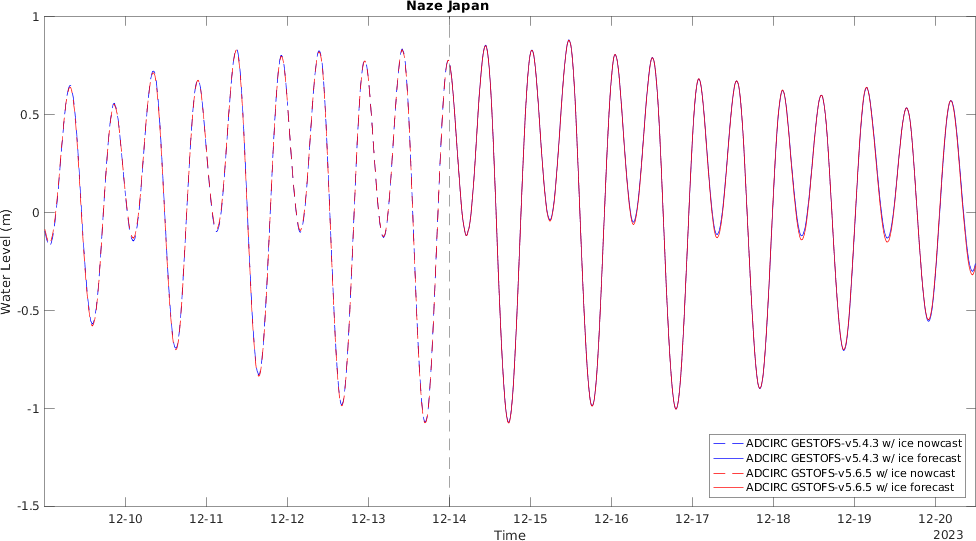 Naze Japan
1
0.5
0
-0.5
-1
-1.5
Water Level (m)
12-10 12-11 12-12 12-13 12-14 12-15 12-16 12-17 12-18 12-19 12-20
Time
2023
ADCIRC GESTOFS-v5.4.3 w/ ice nowcast
ADCIRC GESTOFS-v5.4.3 w/ ice forecast
ADCIRC GSTOFS-v5.6.5 w/ ice nowcast
ADCIRC GSTOFS-v5.6.5 w/ ice forecast